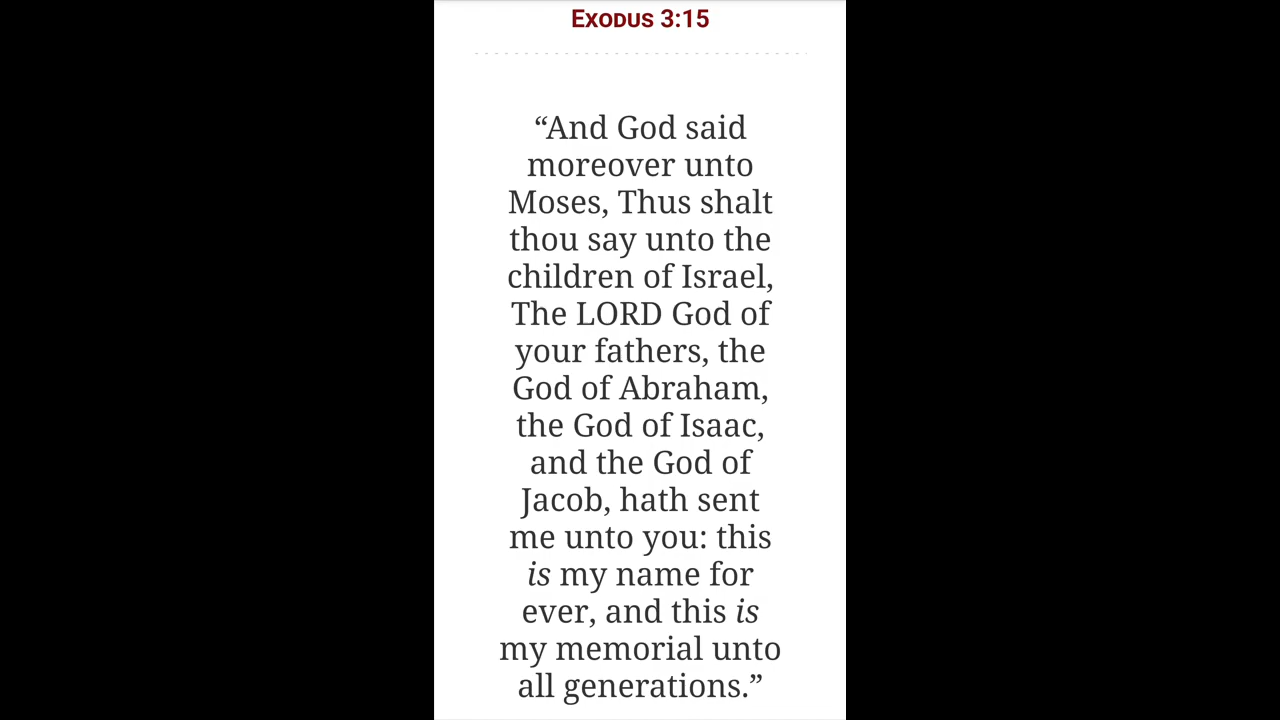 Exodus 3:15
“And God said
moreover unto
Moses, Thus shalt
thou say unto the
children of Israel,
The LORD God of
your fathers, the
God of Abraham,
the God of Isaac,
and the God of
Jacob, hath sent
me unto you: this
is my name for
ever, and this is
my memorial unto
all generations.”